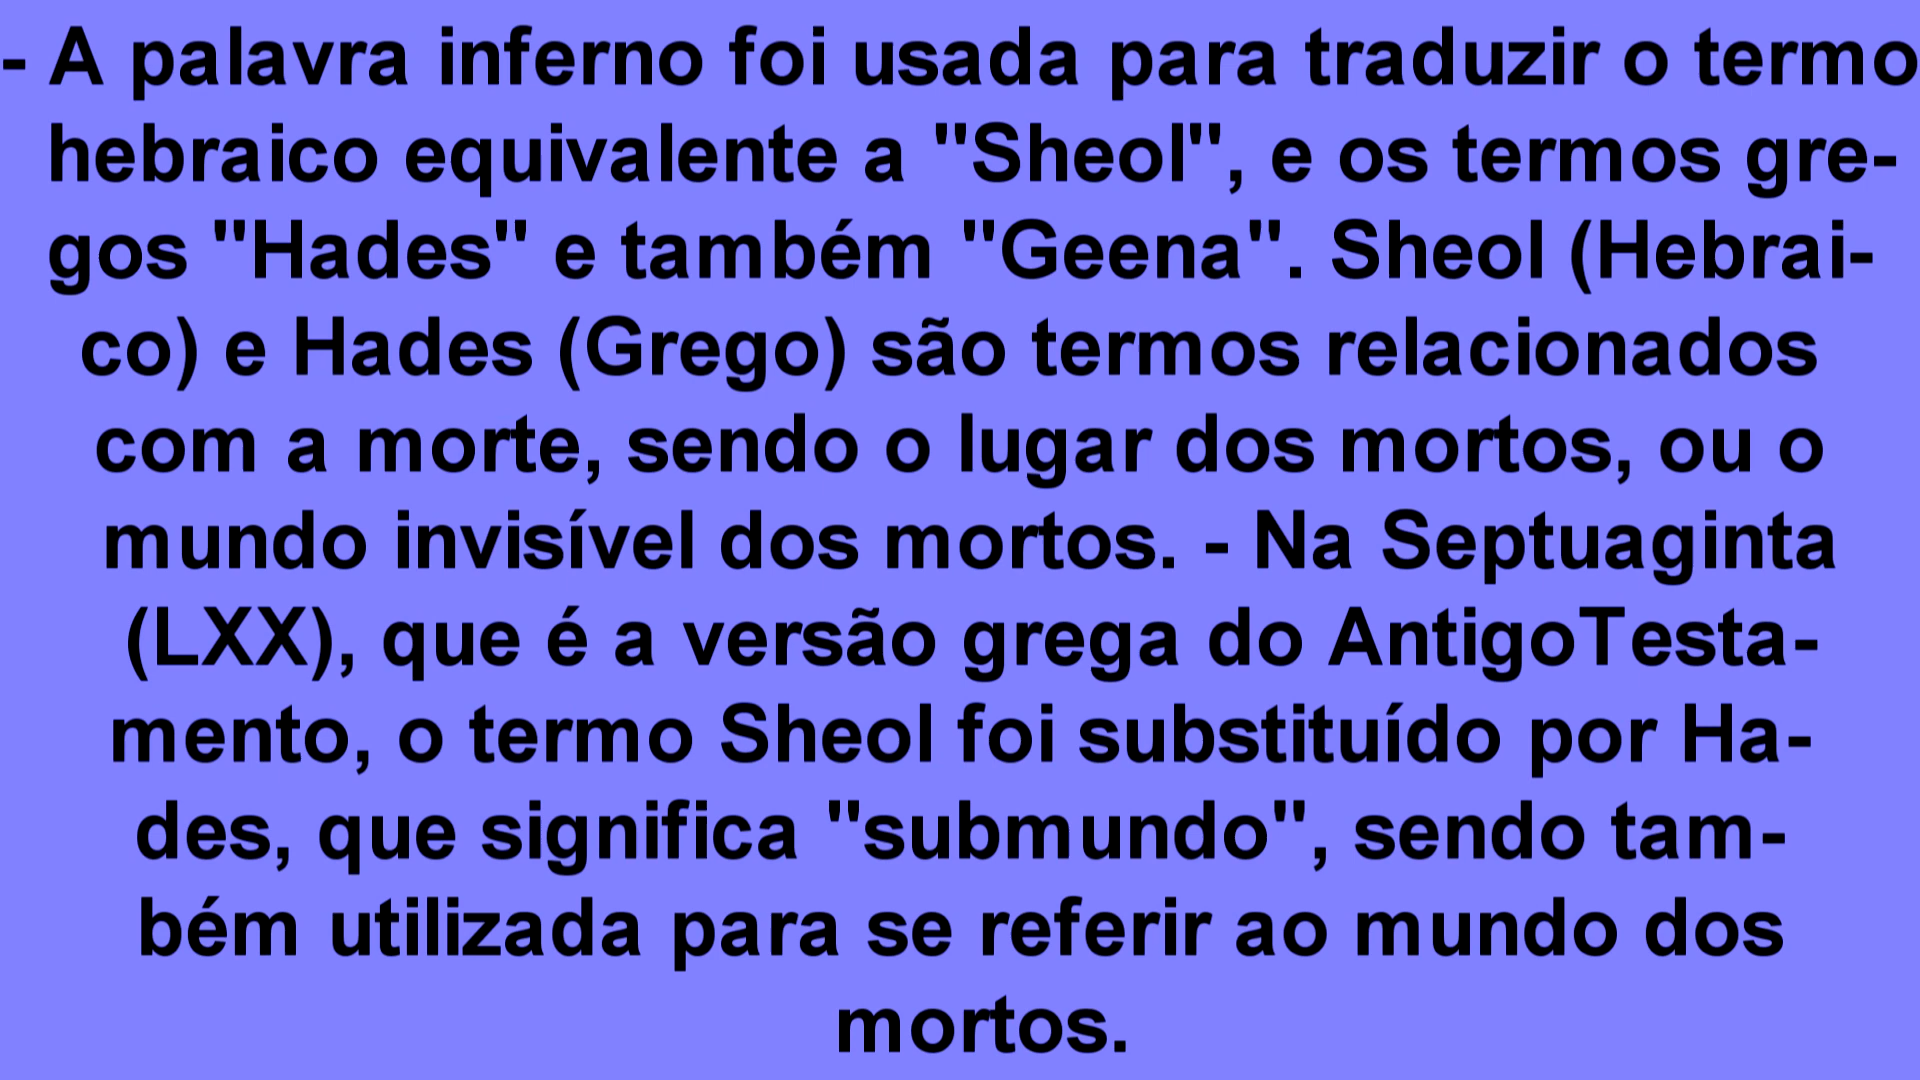 - A palavra inferno foi usada para traduzir o termo
hebraico equivalente a "Sheol", e os termos gre-
gos "Hades" e também "Geena". Sheol (Hebrai-
co) e Hades (Grego) são termos relacionados
com a morte, sendo o lugar dos mortos, ou o
mundo invisível dos mortos. - Na Septuaginta
(LXX), que é a versão grega do AntigoTesta-
mento, o termo Sheol foi substituído por Ha-
des, que significa "submundo", sendo tam-
bém utilizada para se referir ao mundo dos
mortos.